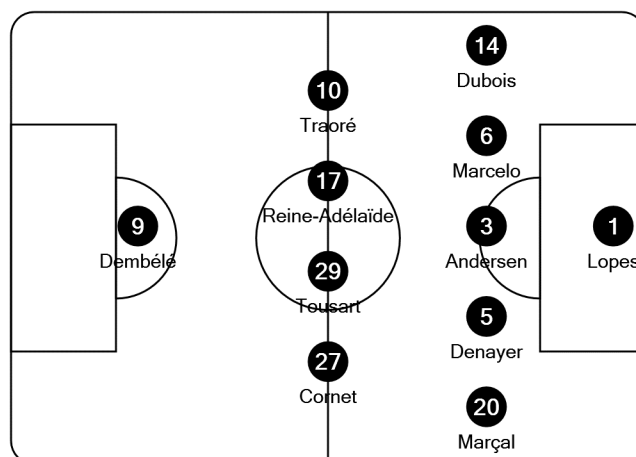 14
Dubois
10
Traoré
6
Marcelo
17
Reine-Adélaïde
9
Dembélé
3
Andersen
1
Lopes
29
Tousart
5
Denayer
27
Cornet
20
Marçal